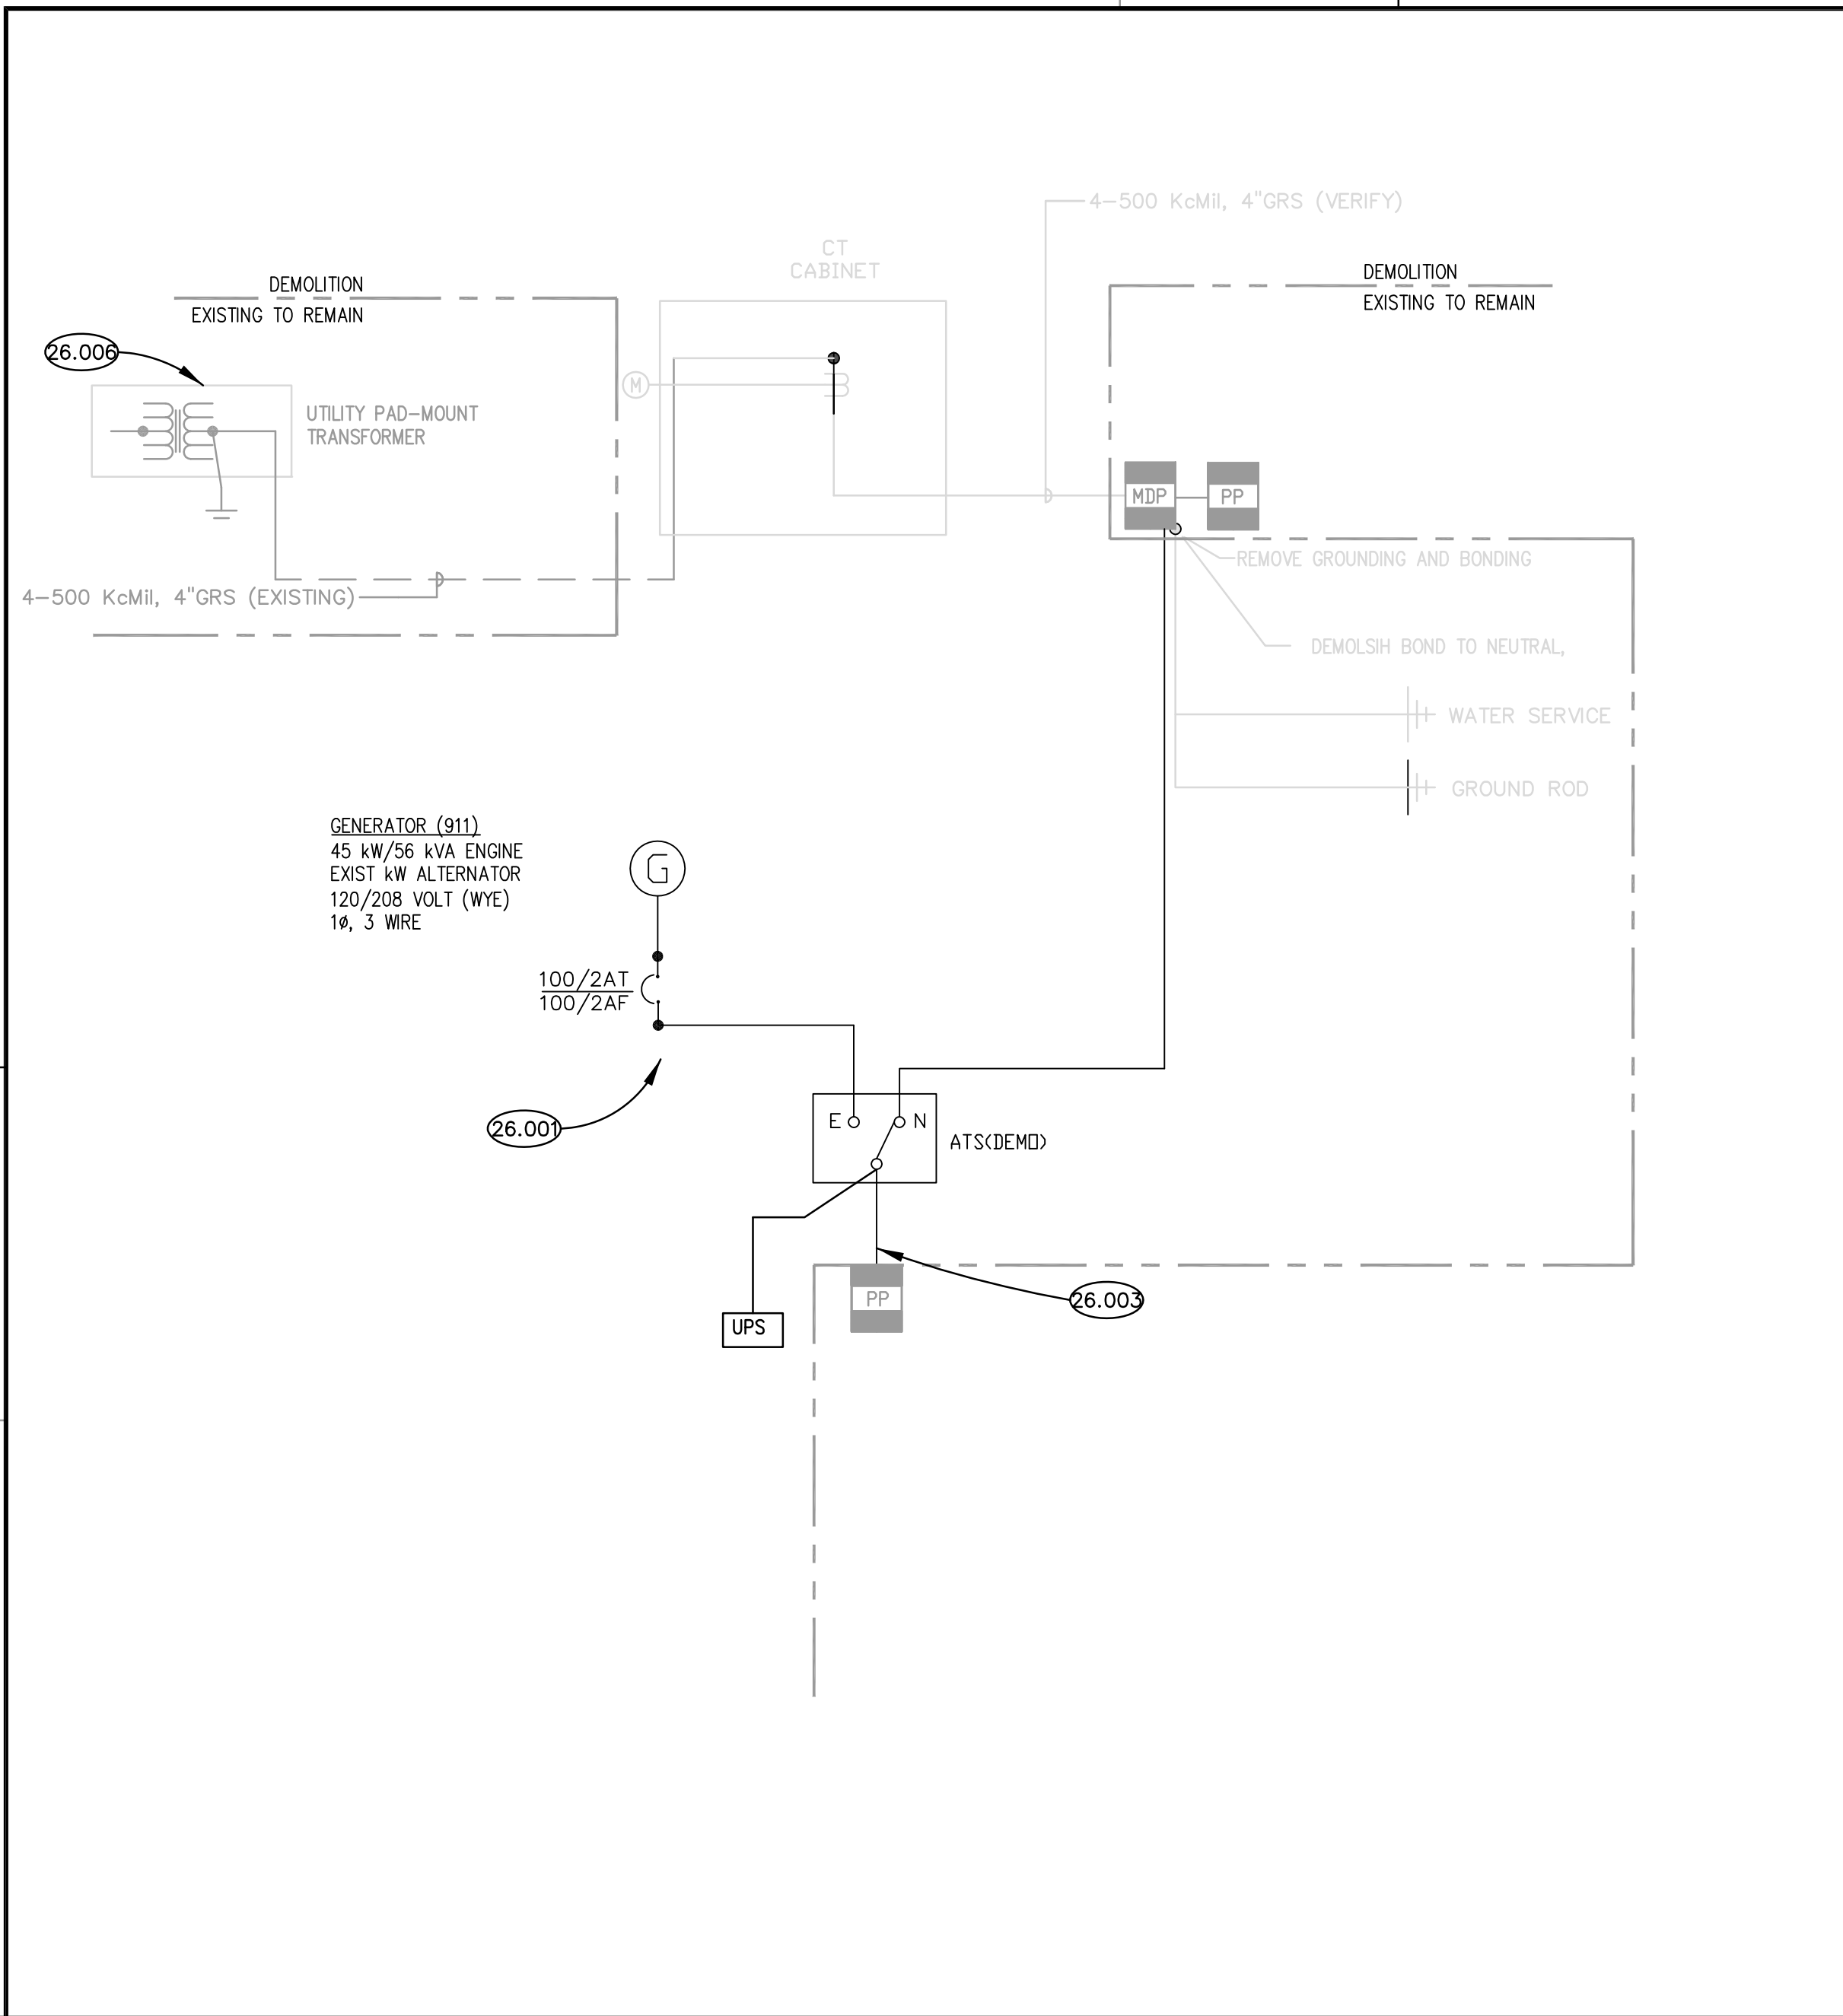 4-500 KcMil, 4"GRS (VERIFY)
CT
CABINET
DEMOLITION
EXISTING TO REMAIN
DEMOLITION
EXISTING TO REMAIN
26.006
M
UTILITY PAD-MOUNT
TRANSFORMER
MDP
PP
REMOVE GROUNDING AND BONDING
4-500 KcMil, 4"GRS (EXISTING)
DEMOLSIH BOND TO NEUTRAL,
WATER SERVICE
GROUND ROD
GENERATOR (911)
45 kW/56 kVA ENGINE
EXIST kW ALTERNATOR
120/208 VOLT (WYE)
1ø, 3 WIRE
G
100/2AT
100/2AF
26.001
E
N
ATS(DEMO)
PP
26.003
UPS